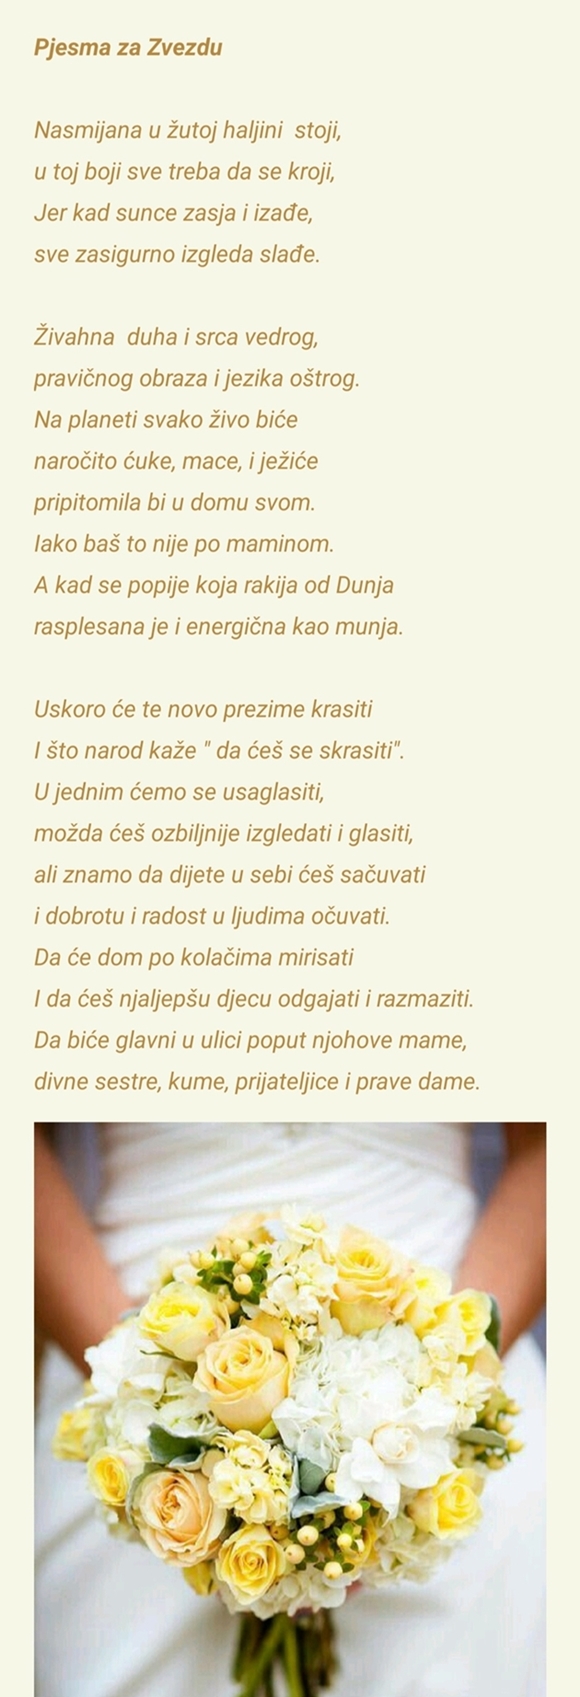 Pjesma za Zvezdu
Nasmijana u žutoj haljini  stoji,
u toj boji sve treba da se kroji,
Jer kad sunce zasja i izađe,
sve zasigurno izgleda slađe.
Živahna  duha i srca vedrog,
pravičnog obraza i jezika oštrog.
Na planeti svako živo biće
naročito ćuke, mace, i ježiće
pripitomila bi u domu svom.
Iako baš to nije po maminom.
A kad se popije koja rakija od Dunja
rasplesana je i energična kao munja.
Uskoro će te novo prezime krasiti
I što narod kaže " da ćeš se skrasiti".
U jednim ćemo se usaglasiti,
možda ćeš ozbiljnije izgledati i glasiti,
ali znamo da dijete u sebi ćeš sačuvati
i dobrotu i radost u ljudima očuvati.
Da će dom po kolačima mirisati
I da ćeš njaljepšu djecu odgajati i razmaziti.
Da biće glavni u ulici poput njohove mame,
divne sestre, kume, prijateljice i prave dame.